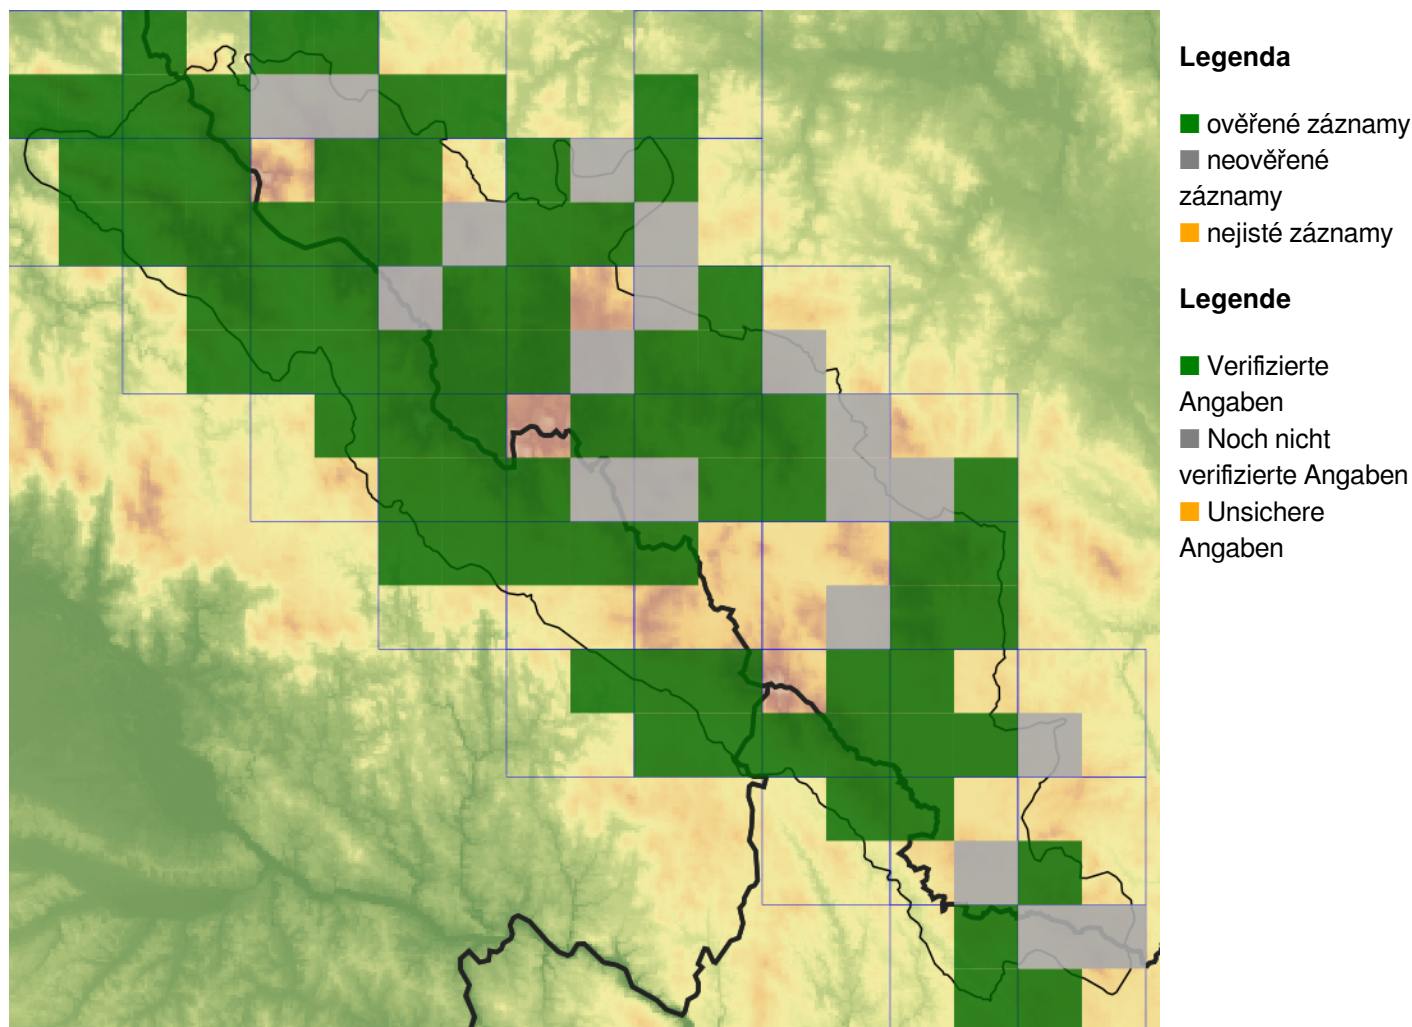 Legenda
ověřené záznamy
neověřené
záznamy
nejisté záznamy
Legende
Verifizierte
Angaben
Noch nicht
verifizierte Angaben
Unsichere
Angaben